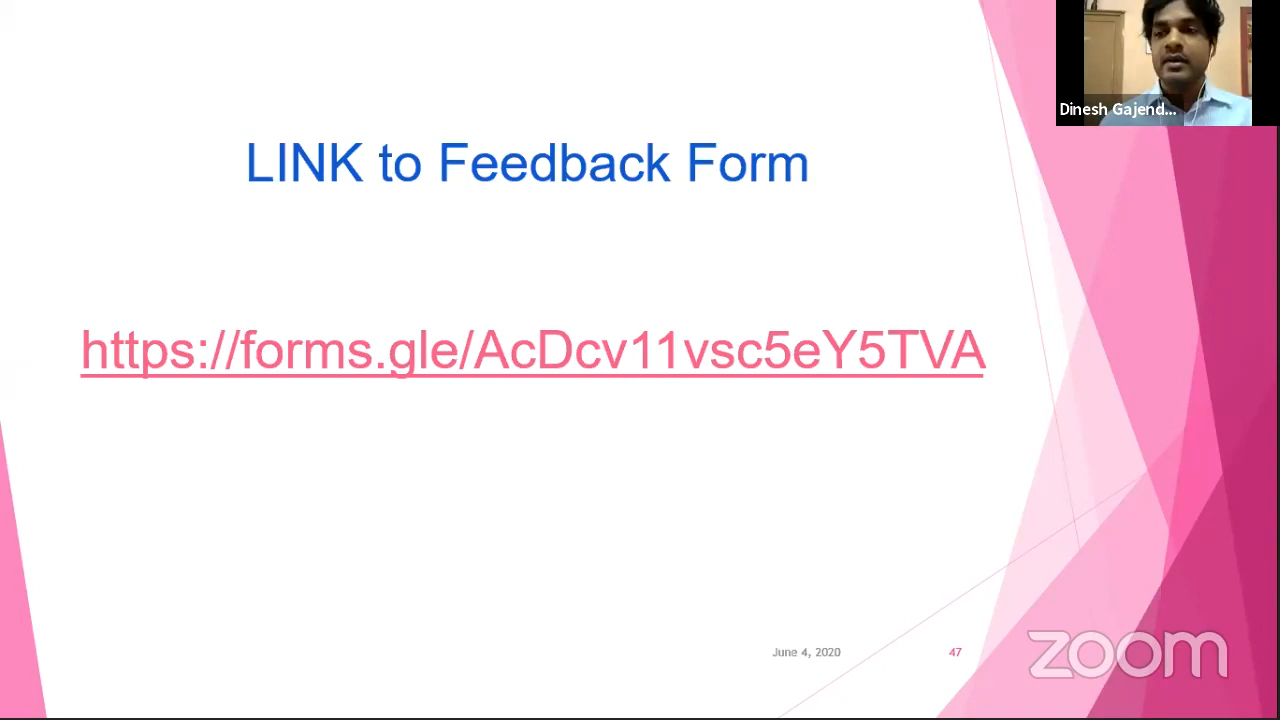 Dinesh Gajend...
LINK to Feedback Form
https://forms.gle/AcDcv11vsc5eY5TVA
June 4, 2020
47
zoom